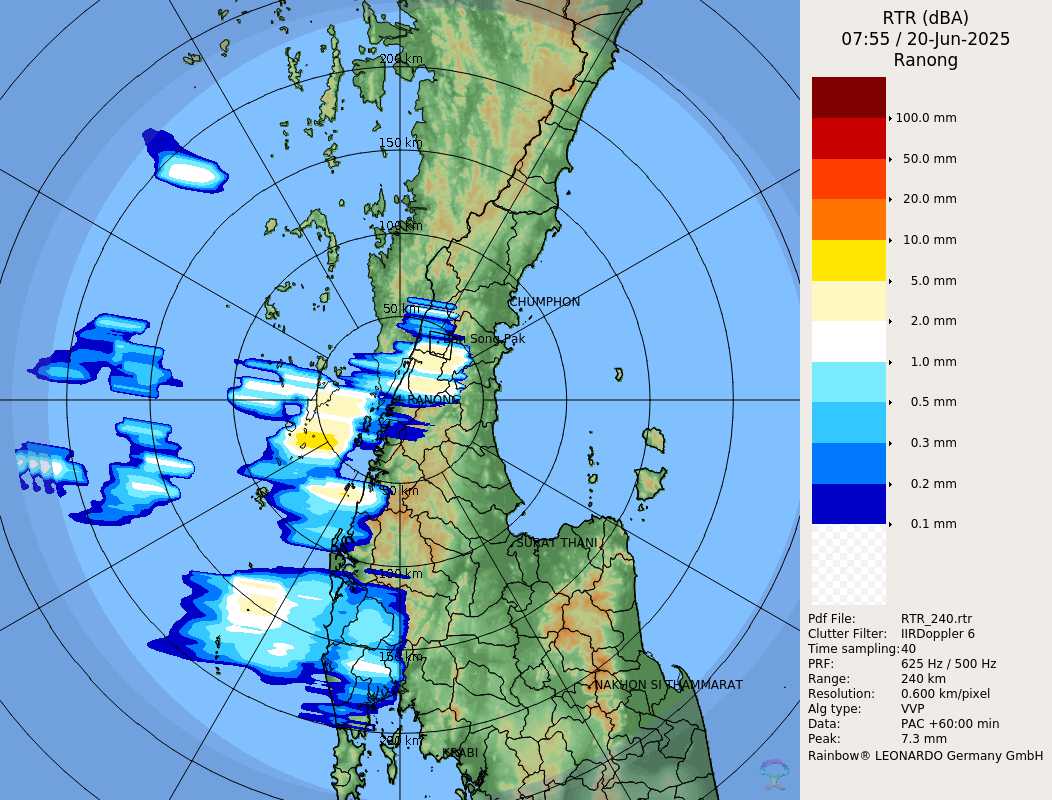 RTR (dBA)
07:55 / 20-Jun-2025
Ranong
100.0 mm
50.0 mm
20.0 mm
10.0 mm
5.0 mm
2.0 mm
1.0 mm
0.5 mm
0.3 mm
0.2 mm
0.1 mm
Pdf File: RTR_240.rtr
Clutter Filter: IIRDoppler 6
Time sampling:40
PRF: 625 Hz / 500 Hz
Range: 240 km
Resolution: 0.600 km/pixel
Alg type: VVP
Data: PAC +60:00 min
Peak: 7.3 mm
Rainbow® LEONARDO Germany GmbH
200 km
150 km
100 km
50 km
CHUMPHON
Song Pak
RANONG
50 km
SURAT THANI
100 km
150 km
NAKHON SI THAMMARAT
200 km
KRABI